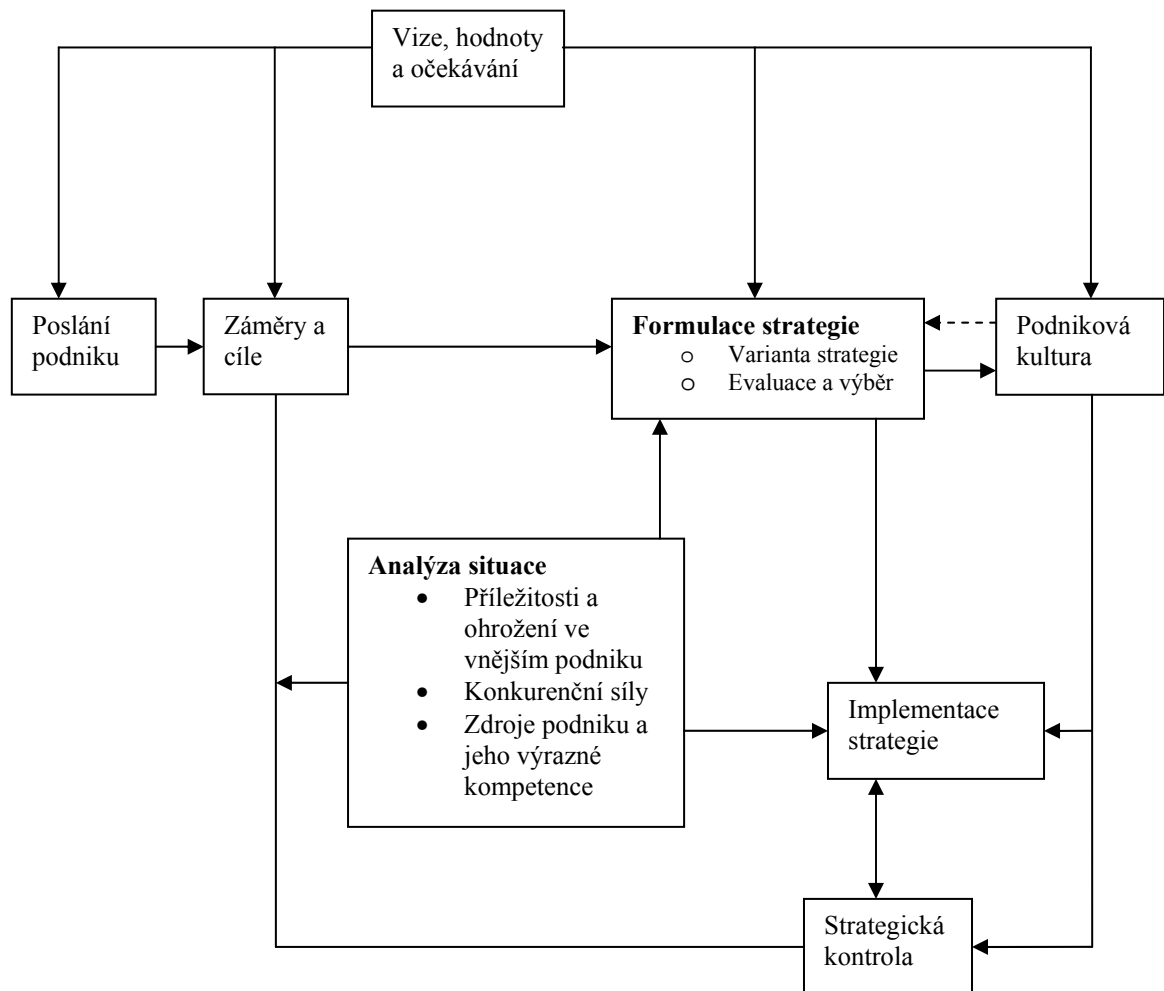 Vize, hodnoty
a očekávání
Poslání
podniku
Záměry a
cíle
Formulace strategie
o Varianta strategie
o Evaluace a výběr
Podniková
kultura
Analýza situace
• Příležitosti a
ohrožení ve
vnějším podniku
• Konkurenční síly
• Zdroje podniku a
jeho výrazné
kompetence
Implementace
strategie
Strategická
kontrola